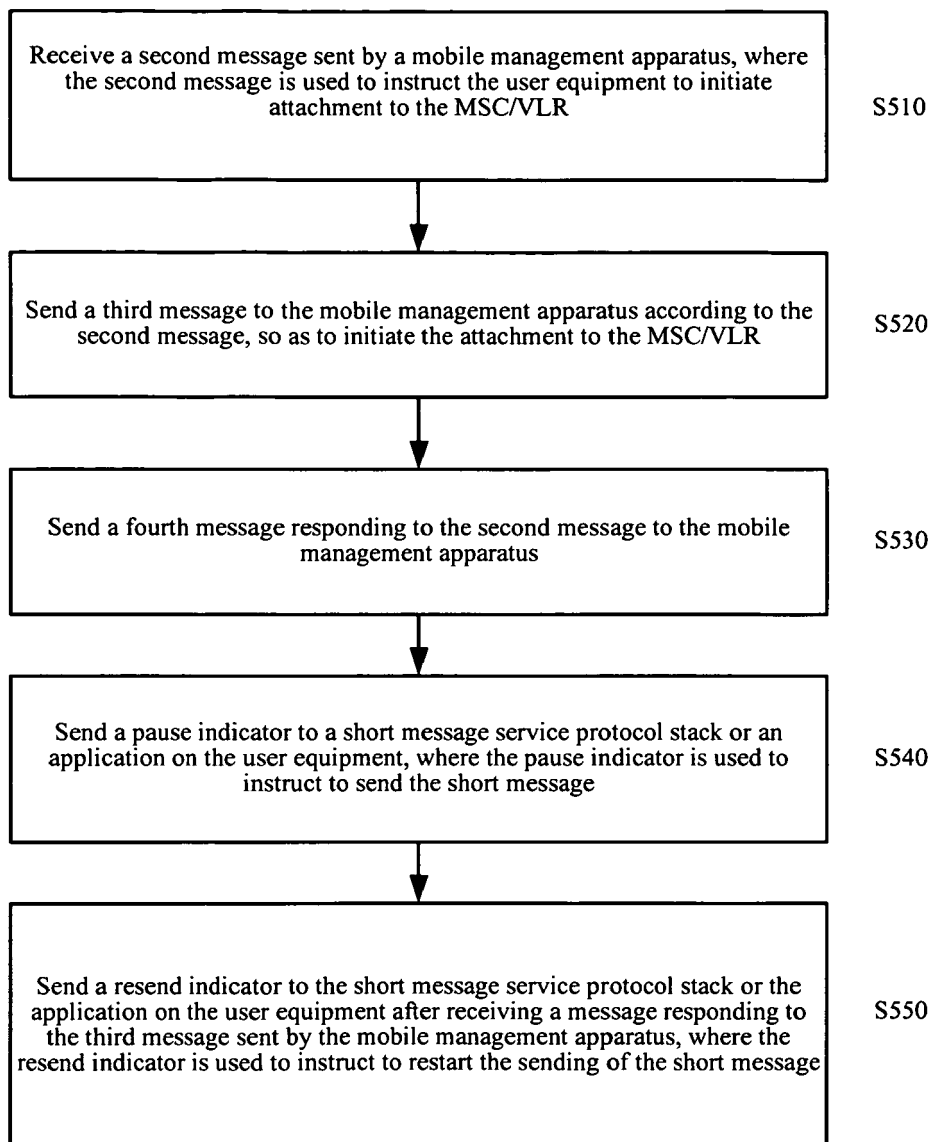 Receive a second message sent by a mobile management apparatus, where
the second message is used to instruct the user equipment to initiate
attachment to the MSC/VLR
S510
Send a third message to the mobile management apparatus according to the
second message, so as to initiate the attachment to the MSC/VLR
S520
Send a fourth message responding to the second message to the mobile
management apparatus
S530
Send a pause indicator to a short message service protocol stack or an
application on the user equipment, where the pause indicator is used to
instruct to send the short message
S540
Send a resend indicator to the short message service protocol stack or the
application on the user equipment after receiving a message responding to
the third message sent by the mobile management apparatus, where the
resend indicator is used to instruct to restart the sending of the short message
S550